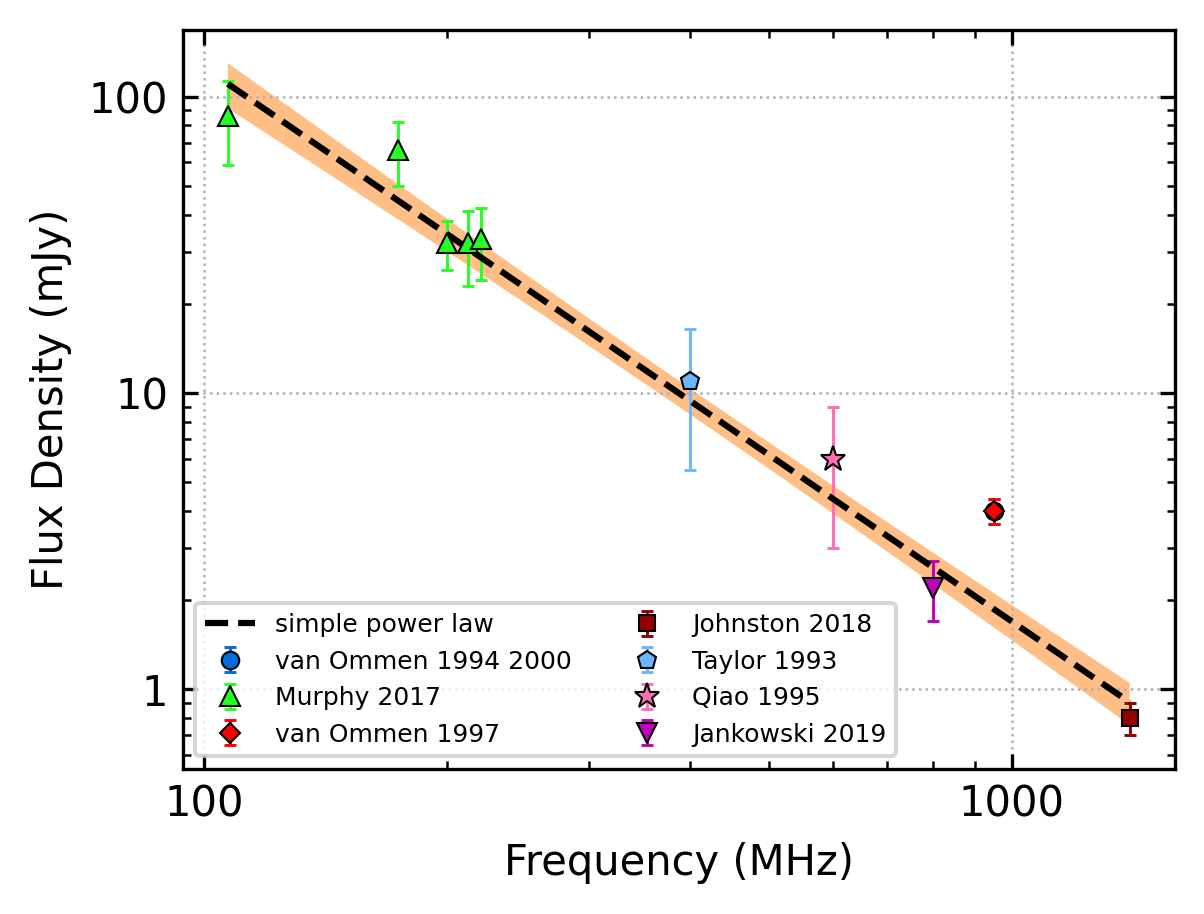 100
10
1
Flux Density (mJy)
simple power law
van Ommen 1994 2000
Murphy 2017
van Ommen 1997
Johnston 2018
Taylor 1993
Qiao 1995
Jankowski 2019
100
1000
Frequency (MHz)